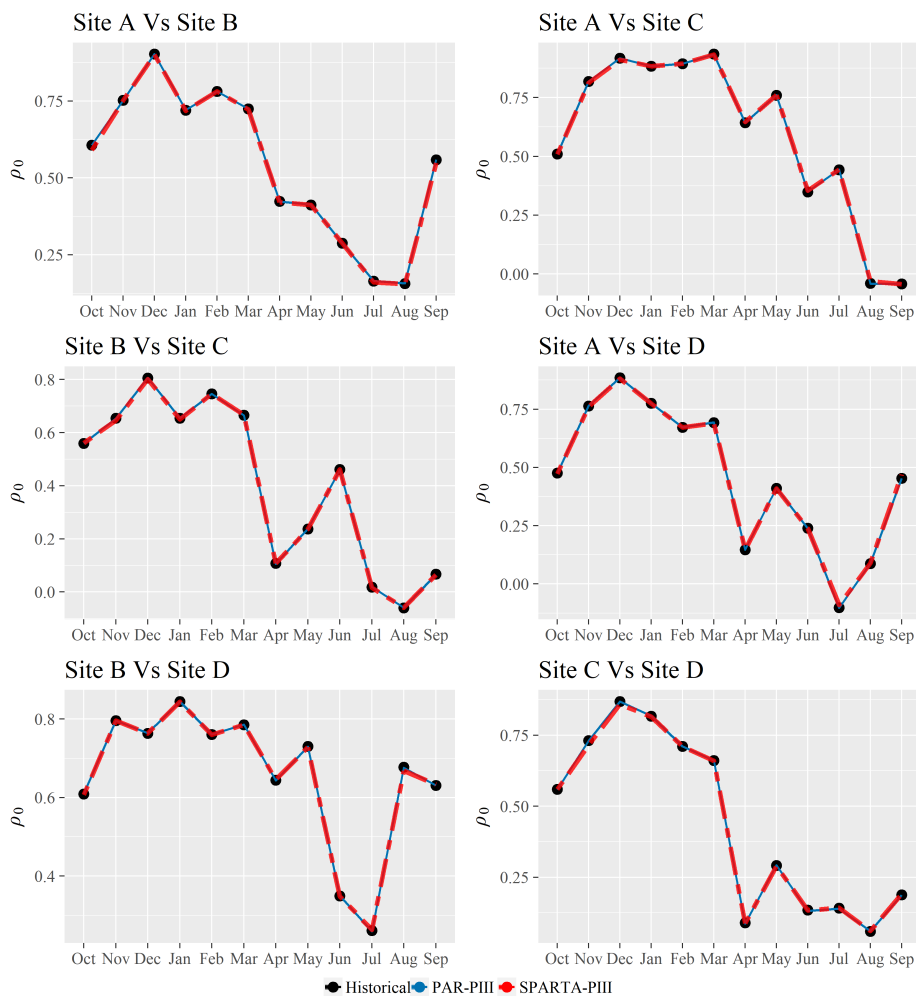 Site A Vs Site B
0.75
0.50
0.25
ρ0
Oct Nov Dec Jan Feb Mar Apr May Jun Jul Aug Sep
Site A Vs Site C
0.75
0.50
0.25
0.00
ρ0
Oct Nov Dec Jan Feb Mar Apr May Jun Jul Aug Sep
Site B Vs Site C
0.8
0.6
0.4
0.2
0.0
ρ0
Oct Nov Dec Jan Feb Mar Apr May Jun Jul Aug Sep
Site A Vs Site D
0.75
0.50
0.25
0.00
ρ0
Oct Nov Dec Jan Feb Mar Apr May Jun Jul Aug Sep
Site B Vs Site D
0.8
0.6
0.4
ρ0
Oct Nov Dec Jan Feb Mar Apr May Jun Jul Aug Sep
Site C Vs Site D
0.75
0.50
0.25
ρ0
Oct Nov Dec Jan Feb Mar Apr May Jun Jul Aug Sep
Historical PAR-PIII SPARTA-PIII